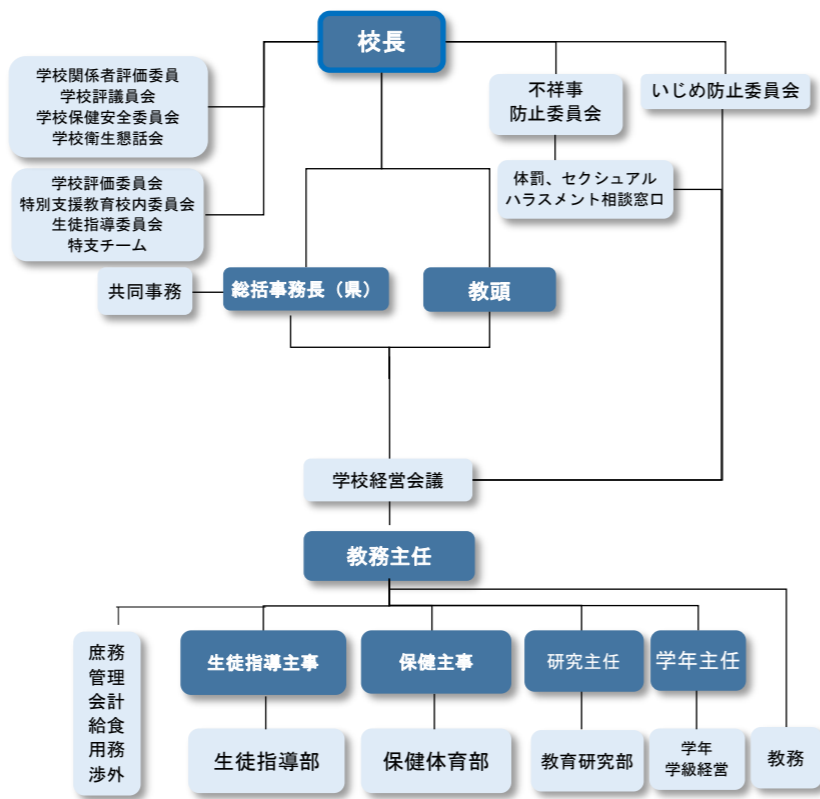 校長
学校関係者評価委員
学校評議員会
学校保健安全委員会
学校衛生懇話会
不祥事
防止委員会
いじめ防止委員会
体罰、セクシュアル
ハラスメント相談窓口
学校評価委員会
特別支援教育校内委員会
生徒指導委員会
特支チーム
共同事務
総括事務長（県）
教頭
学校経営会議
教務主任
庶務
管理
会計
給食
用務
渉外
生徒指導主事
保健主事
研究主任
学年主任
生徒指導部
保健体育部
教育研究部
学年
学級経営
教務